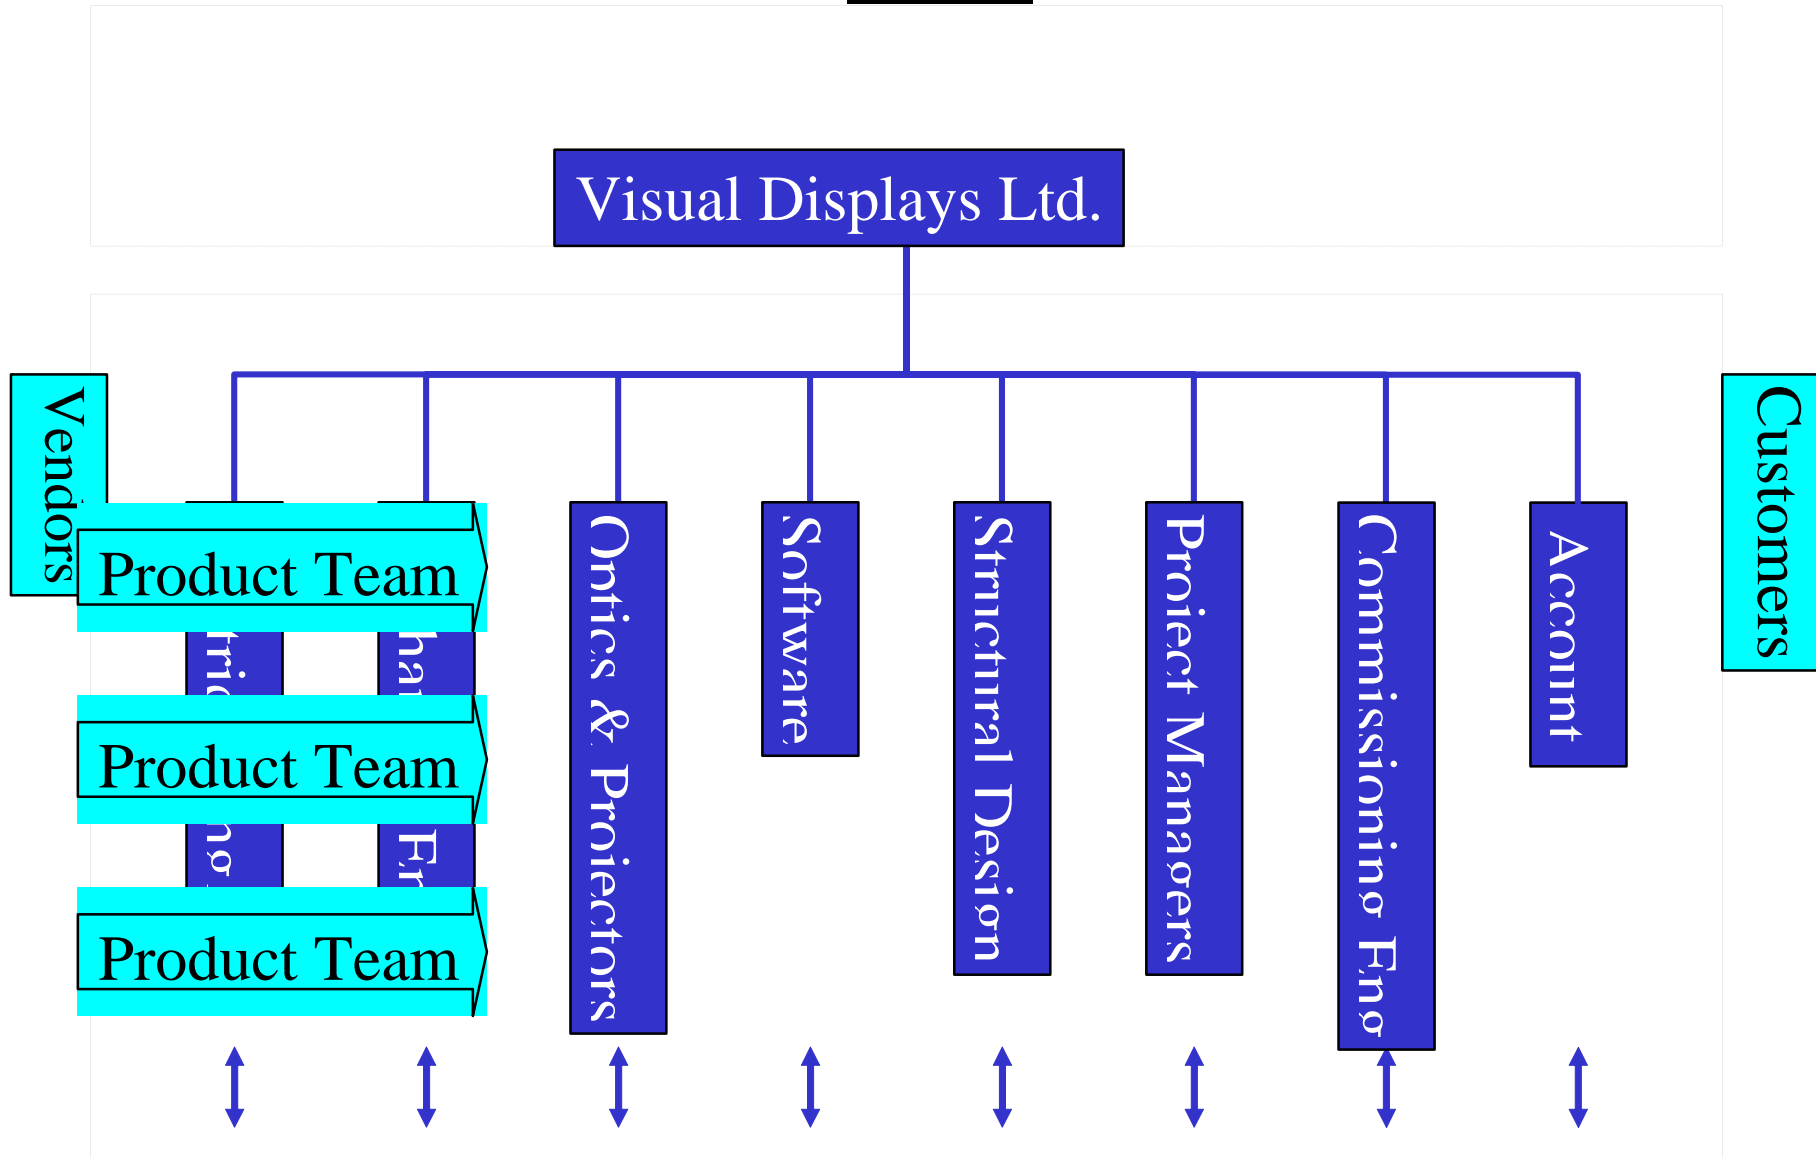 Visual Displays Ltd.
Vendors
Customers
Product Team
Product Team
Product Team
Optics & Projectors
Software
Structural Design
Project Managers
Commissioning Eng
Account